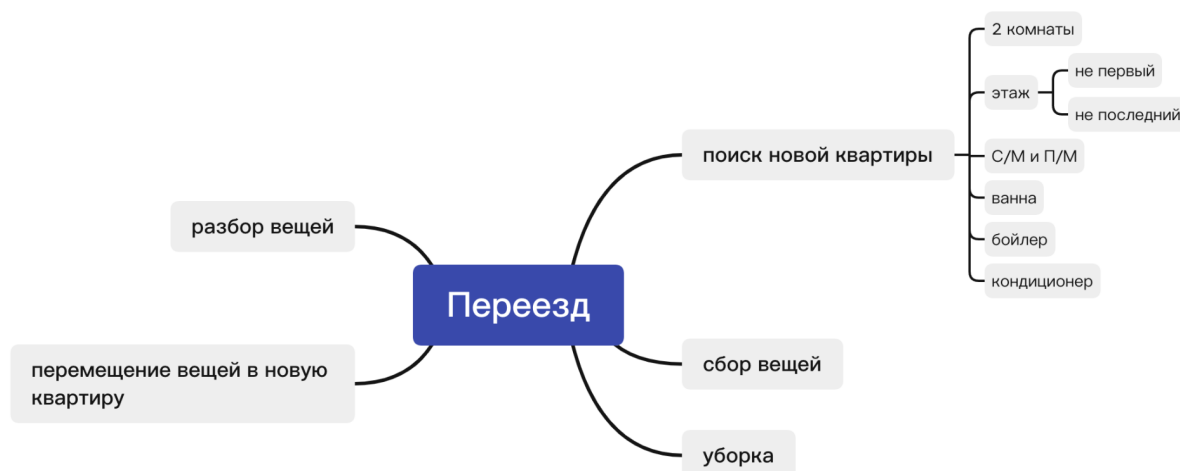 Переезд
поиск новой квартиры
2 комнаты
этаж
не первый
не последний
С/М и П/М
ванна
бойлер
кондиционер
сбор вещей
уборка
перемещение вещей в новую
квартиру
разбор вещей